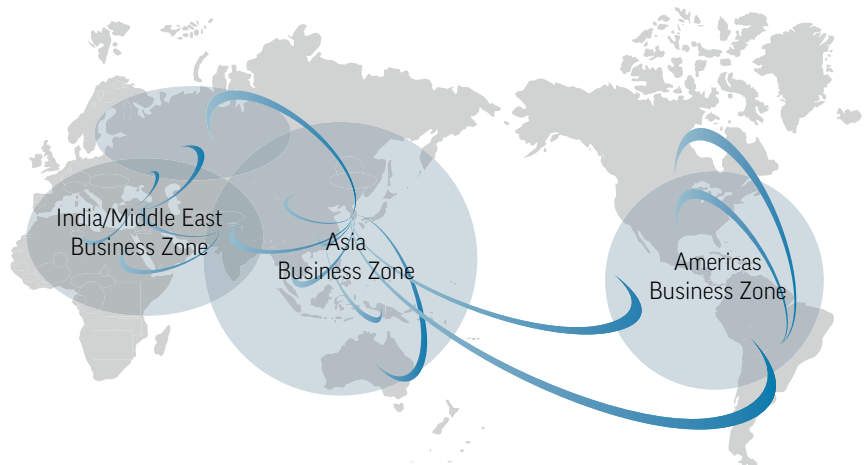 India/Middle East
Business Zone
Asia
Business Zone
Americas
Business Zone